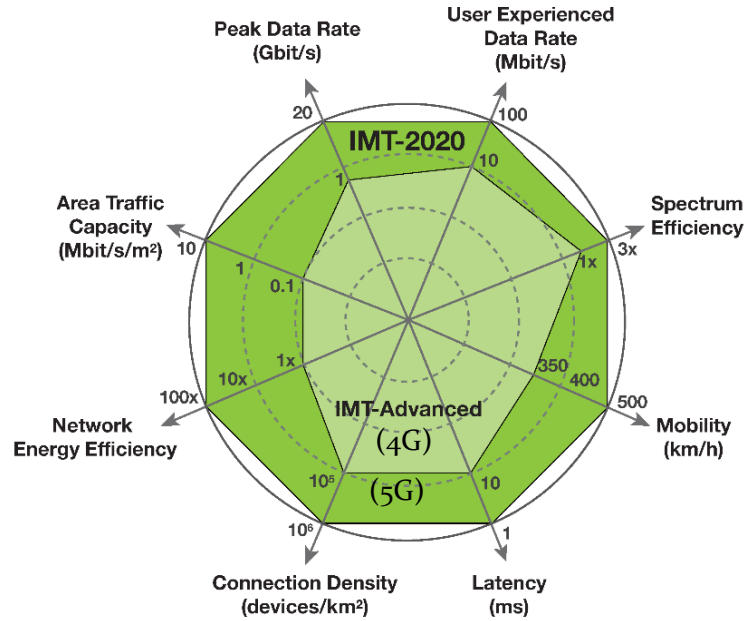 Peak Data Rate
(Gbit/s)
User Experienced
Data Rate
(Mbit/s)
20
100
IMT-2020
1
10
Area Traffic
Capacity
(Mbit/s/m²)
Spectrum
Efficiency
10
1
0.1
1x
3x
1x
10x
100x
350
400
500
Network
Energy Efficiency
Mobility
(km/h)
IMT-Advanced
(4G)
(5G)
10⁵
10
10⁶
1
Connection Density
(devices/km²)
Latency
(ms)